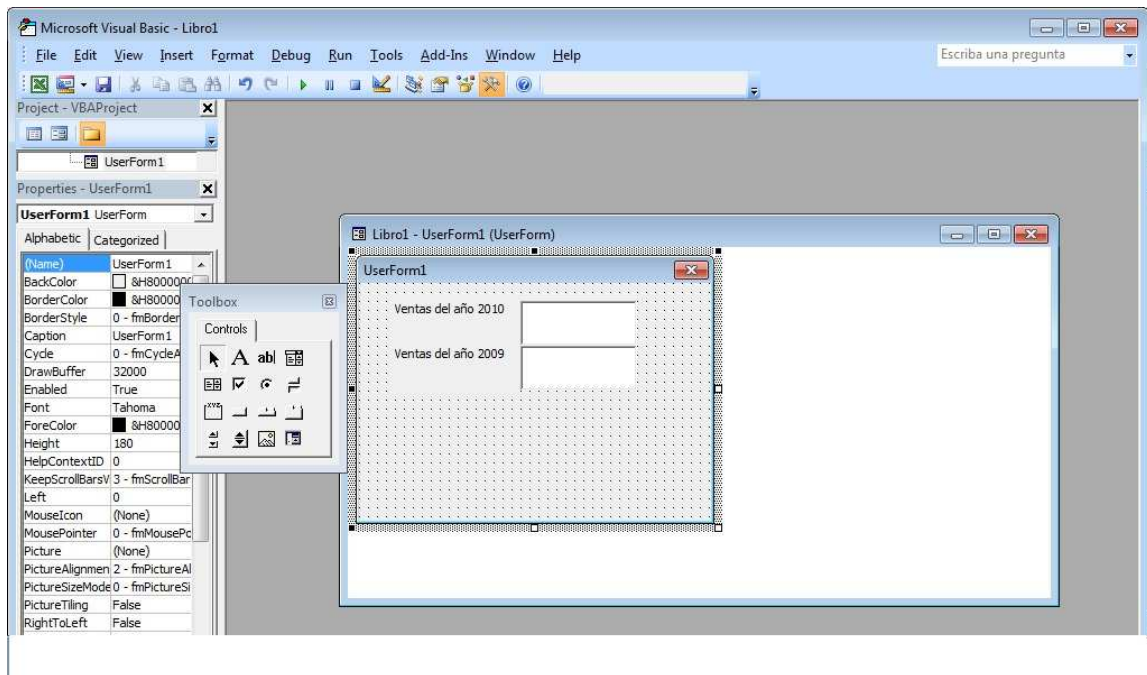 Microsoft Visual Basic - Libro1
File Edit View Insert Format Debug Run Tools Add-Ins Window Help
Escriba una pregunta
Project - VBAProject
UserForm1
Properties - UserForm1
UserForm1 UserForm
Alphabetic Categorized
(Name) UserForm1
BackColor &H8000000
BorderColor &H80000
BorderStyle 0 - fmBorder
Caption UserForm1
Cycle 0 - fmCycleA
DrawBuffer 32000
Enabled True
Font Tahoma
ForeColor &H80000
Height 180
HelpContextID 0
KeepScrollBarsV 3 - fmScrollBar
Left 0
MouseIcon (None)
MousePointer 0 - fmMousePo
Picture (None)
PictureAlignmen 2 - fmPictureAl
PictureSizeMode 0 - fmPictureSi
PictureTiling False
RightToLeft False
Toolbox
Controls
A abl
XYZ
Libro1 - UserForm1 (UserForm)
UserForm1
Ventas del año 2010
Ventas del año 2009